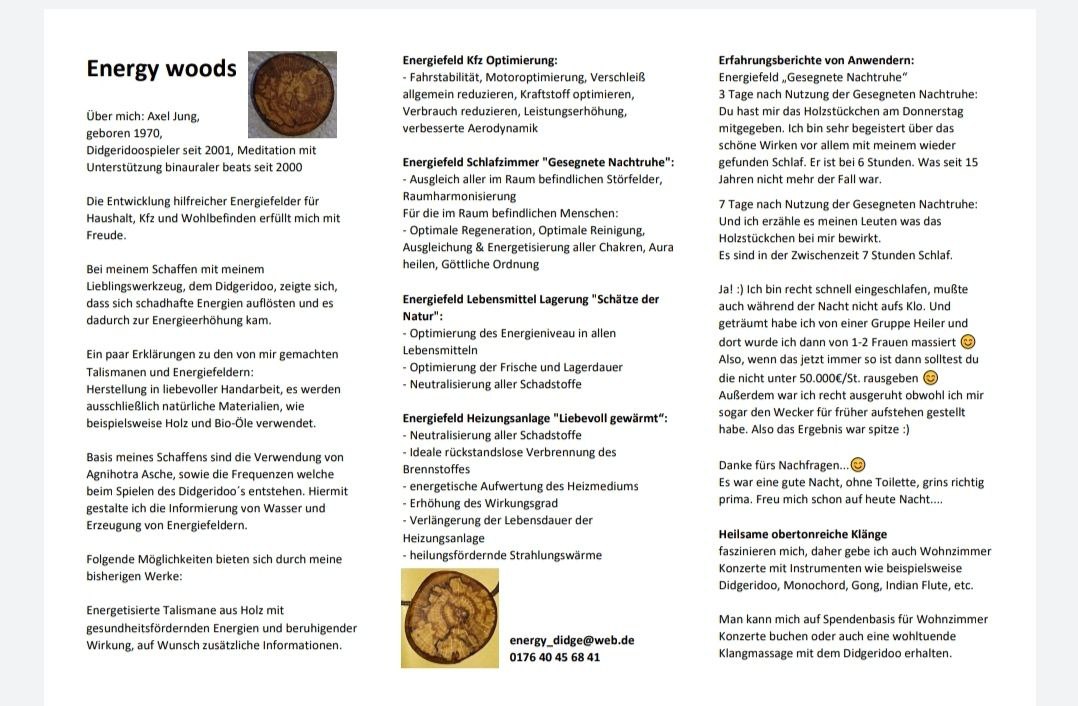 Energy woods
Über mich: Axel Jung,
geboren 1970,
Didgeridoospieler seit 2001, Meditation mit
Unterstützung binauraler beats seit 2000
Die Entwicklung hilfreicher Energiefelder für
Haushalt, Kfz und Wohlbefinden erfüllt mich mit
Freude.
Bei meinem Schaffen mit meinem
Lieblingswerkzeug, dem Didgeridoo, zeigte sich,
dass sich schadhafte Energien auflösten und es
dadurch zur Energieerhöhung kam.
Ein paar Erklärungen zu den von mir gemachten
Talismanen und Energiefeldern:
Herstellung in liebevoller Handarbeit, es werden
ausschließlich natürliche Materialien, wie
beispielsweise Holz und Bio-Öle verwendet.
Basis meines Schaffens sind die Verwendung von
Agnihotra Asche, sowie die Frequenzen welche
beim Spielen des Didgeridoo´s entstehen. Hiermit
gestalte ich die Informierung von Wasser und
Erzeugung von Energiefeldern.
Folgende Möglichkeiten bieten sich durch meine
bisherigen Werke:
Energetisierte Talismane aus Holz mit
gesundheitsfördernden Energien und beruhigender
Wirkung, auf Wunsch zusätzliche Informationen.
Energiefeld Kfz Optimierung:
- Fahrstabilität, Motoroptimierung, Verschleiß
allgemein reduzieren, Kraftstoff optimieren,
Verbrauch reduzieren, Leistungserhöhung,
verbesserte Aerodynamik
Energiefeld Schlafzimmer "Gesegnete Nachtruhe":
- Ausgleich aller im Raum befindlichen Störfelder,
Raumharmonisierung
Für die im Raum befindlichen Menschen:
- Optimale Regeneration, Optimale Reinigung,
Ausgleichung & Energetisierung aller Chakren, Aura
heilen, Göttliche Ordnung
Energiefeld Lebensmittel Lagerung "Schätze der
Natur":
- Optimierung des Energieniveau in allen
Lebensmitteln
- Optimierung der Frische und Lagerdauer
- Neutralisierung aller Schadstoffe
Energiefeld Heizungsanlage "Liebevoll gewärmt“:
- Neutralisierung aller Schadstoffe
- Ideale rückstandslose Verbrennung des
Brennstoffes
- energetische Aufwertung des Heizmediums
- Erhöhung des Wirkungsgrad
- Verlängerung der Lebensdauer der
Heizungsanlage
- heilungsfördernde Strahlungswärme
energy_didge@web.de
0176 40 45 68 41
Erfahrungsberichte von Anwendern:
Energiefeld „Gesegnete Nachtruhe“
3 Tage nach Nutzung der Gesegneten Nachtruhe:
Du hast mir das Holzstückchen am Donnerstag
mitgegeben. Ich bin sehr begeistert über das
schöne Wirken vor allem mit meinem wieder
gefunden Schlaf. Er ist bei 6 Stunden. Was seit 15
Jahren nicht mehr der Fall war.
7 Tage nach Nutzung der Gesegneten Nachtruhe:
Und ich erzähle es meinen Leuten was das
Holzstückchen bei mir bewirkt.
Es sind in der Zwischenzeit 7 Stunden Schlaf.
Ja! :) Ich bin recht schnell eingeschlafen, mußte
auch während der Nacht nicht aufs Klo. Und
geträumt habe ich von einer Gruppe Heiler und
dort wurde ich dann von 1-2 Frauen massiert 😊
Also, wenn das jetzt immer so ist dann solltest du
die nicht unter 50.000€/St. rausgeben 😊
Außerdem war ich recht ausgeruht obwohl ich mir
sogar den Wecker für früher aufstehen gestellt
habe. Also das Ergebnis war spitze :)
Danke fürs Nachfragen...😊
Es war eine gute Nacht, ohne Toilette, grins richtig
prima. Freu mich schon auf heute Nacht....
Heilsame obertonreiche Klänge
faszinieren mich, daher gebe ich auch Wohnzimmer
Konzerte mit Instrumenten wie beispielsweise
Didgeridoo, Monochord, Gong, Indian Flute, etc.
Man kann mich auf Spendenbasis für Wohnzimmer
Konzerte buchen oder auch eine wohltuende
Klangmassage mit dem Didgeridoo erhalten.